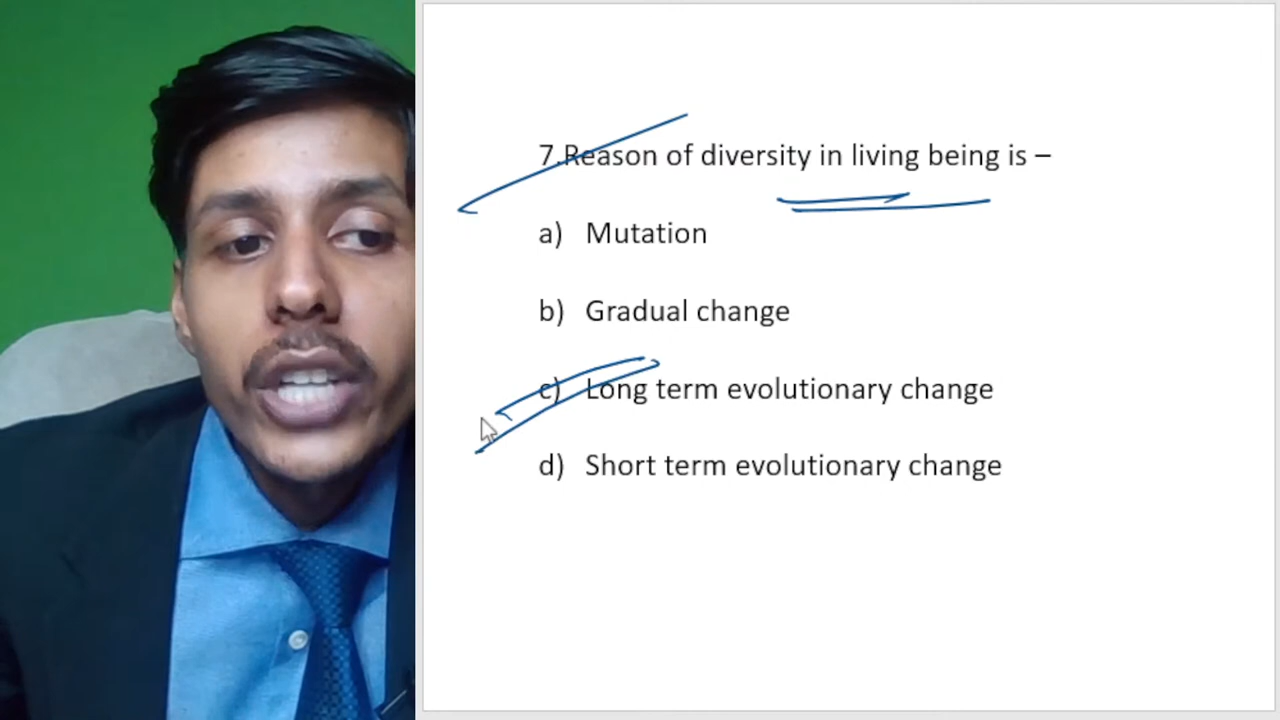 7.Reason of diversity in living being is –
a) Mutation
b) Gradual change
c) Long term evolutionary change
d) Short term evolutionary change